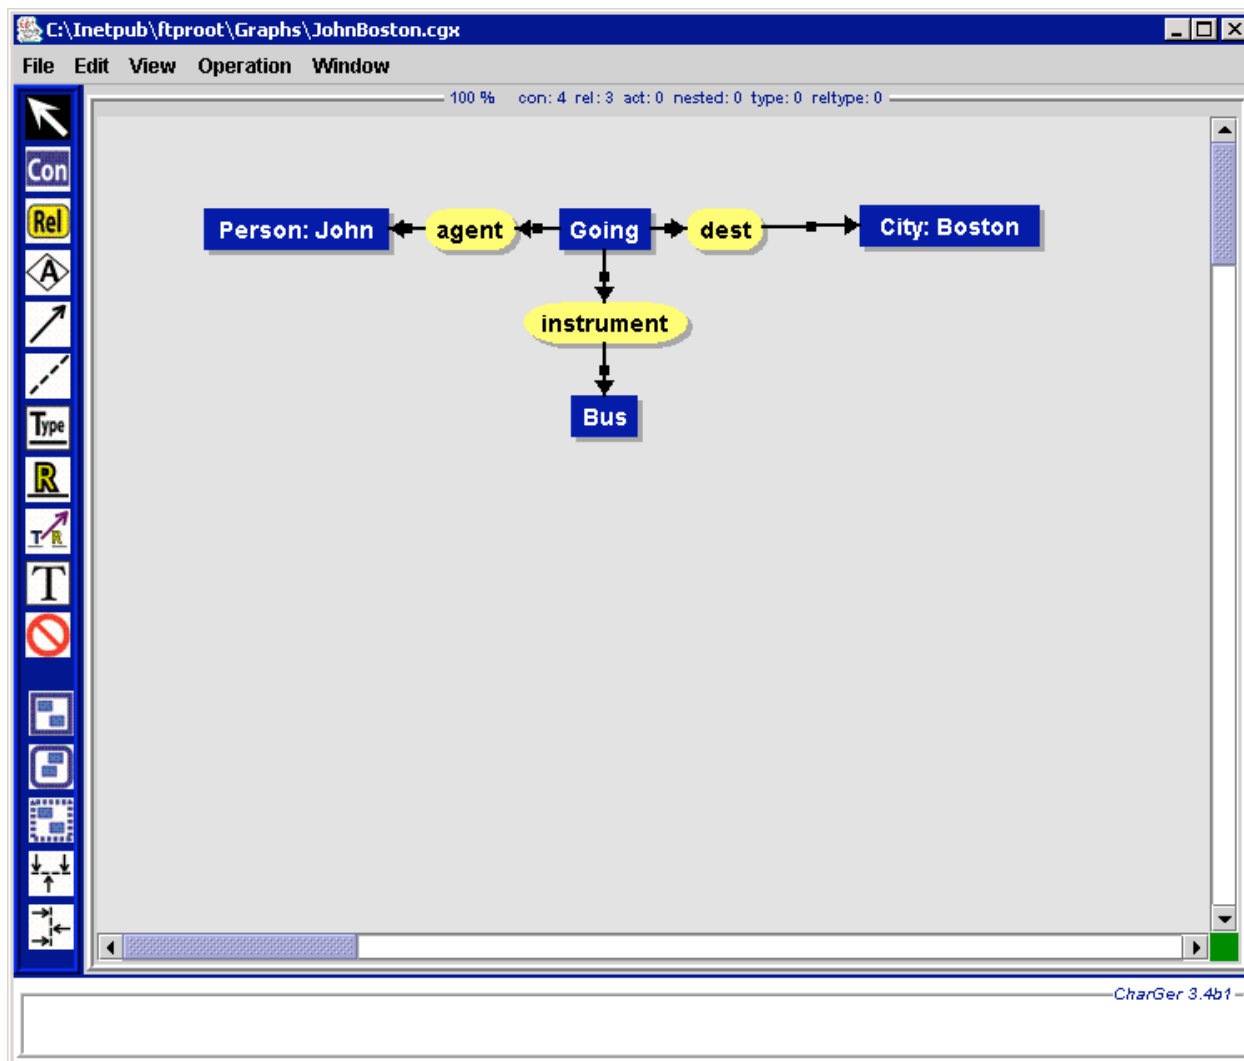 C:\Inetpub\ftproot\Graphs\JohnBoston.cgx
File Edit View Operation Window
100 % con: 4 rel: 3 act: 0 nested: 0 type: 0 reltype: 0
Con
Rel
A
Type
R
T R
T
Person: John agent Going dest City: Boston
instrument
Bus
CharGer 3.4b1